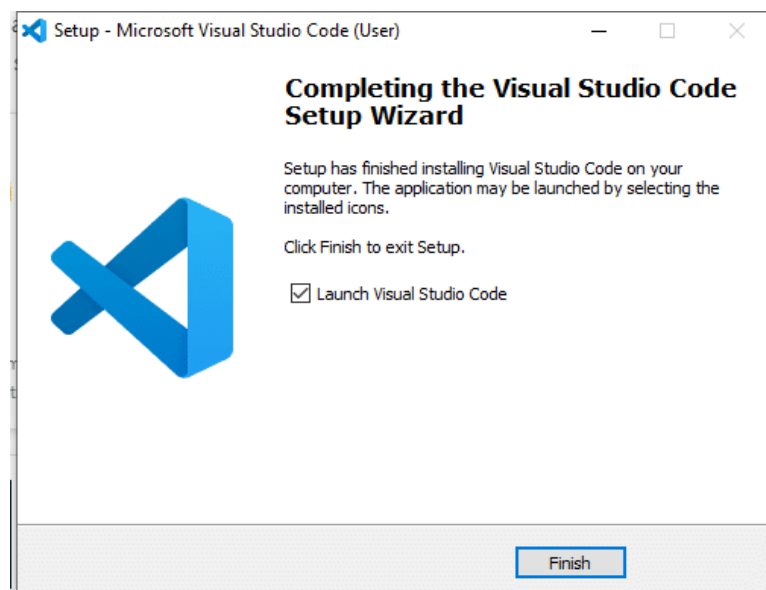 Setup - Microsoft Visual Studio Code (User)
Completing the Visual Studio Code
Setup Wizard
Setup has finished installing Visual Studio Code on your
computer. The application may be launched by selecting the
installed icons.
Click Finish to exit Setup.
Launch Visual Studio Code
Finish